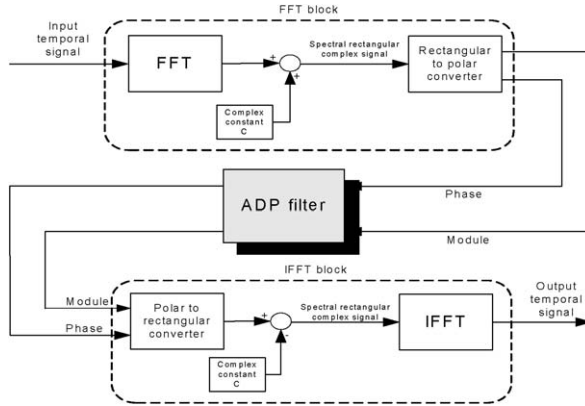 FFT block
Input
temporal
signal
FFT
+
+
Spectral rectangular
complex signal
Rectangular
to polar
converter
Complex
constant
C
ADP filter
Phase
Module
IFFT block
Module
Phase
Polar to
rectangular
converter
+
-
Spectral rectangular
complex signal
IFFT
Output
temporal
signal
Complex
constant
C